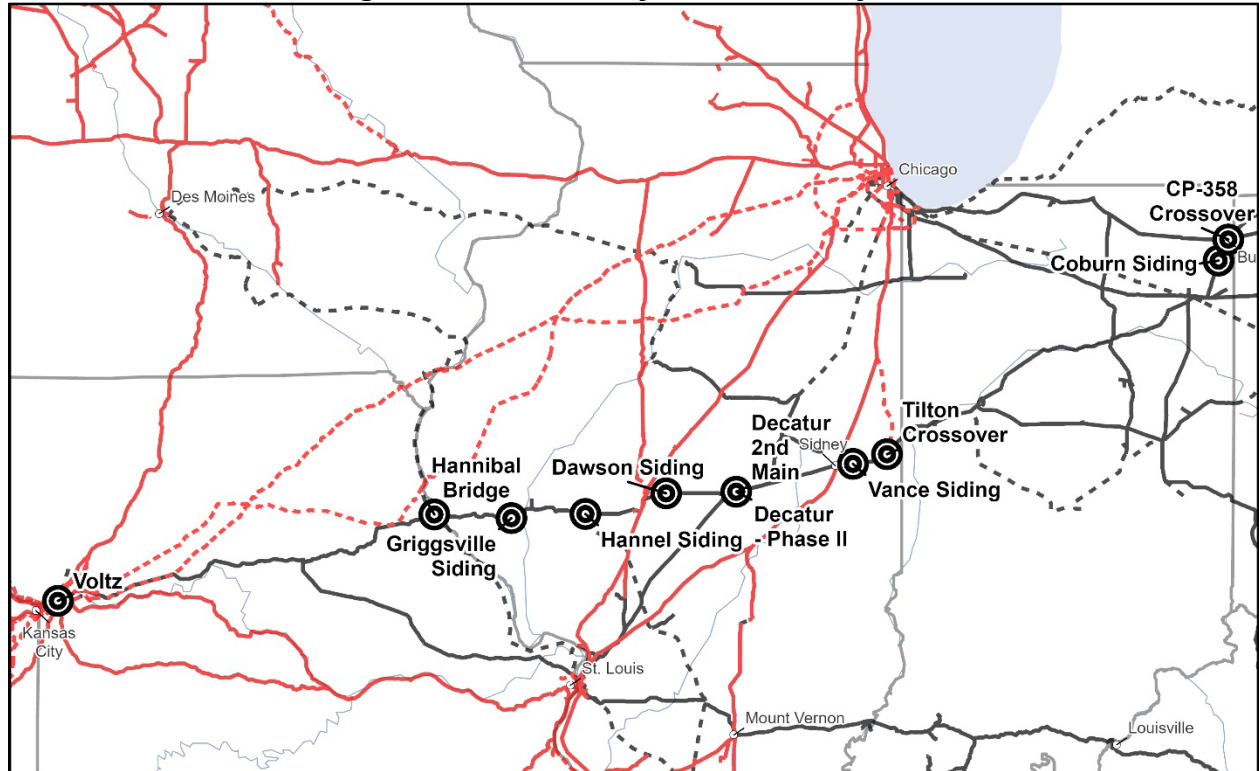 Chicago
CP-358
Crossover
Des Moines
Coburn Siding
Bu
Tilton
Crossover
Decatur
2nd
Main
Sidney
Hannibal
Bridge
Dawson Siding
Vance Siding
Griggsville
Siding
Hannel Siding
Decatur
- Phase II
Voltz
Kansas
City
St. Louis
Mount Vernon
Louisville